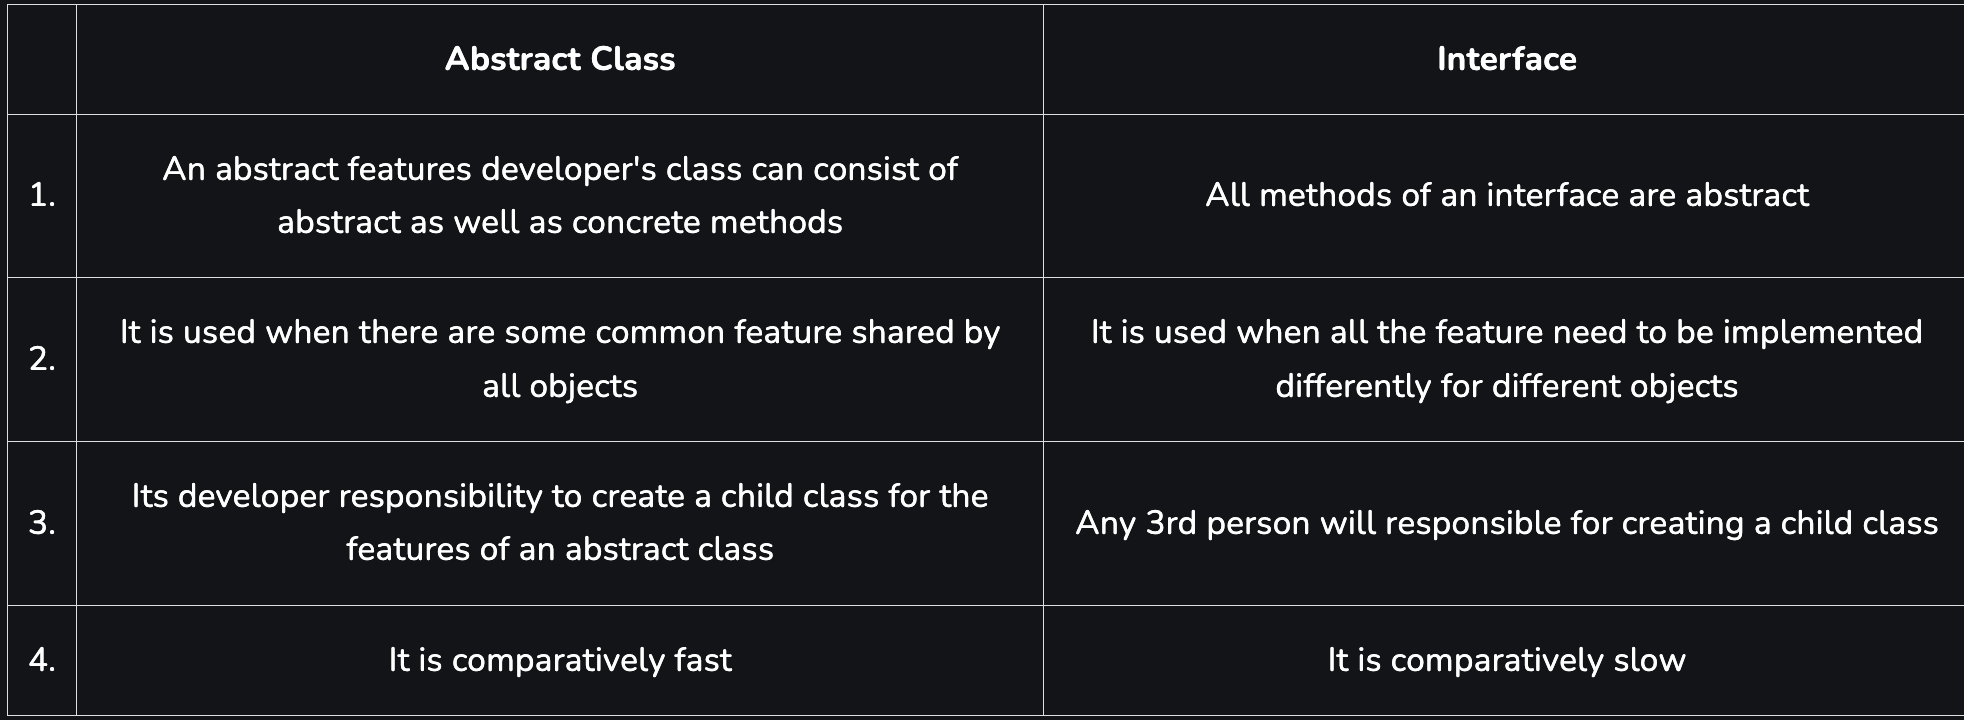 Abstract Class
Interface
1.
An abstract features developer's class can consist of
abstract as well as concrete methods
All methods of an interface are abstract
2.
It is used when there are some common feature shared by
all objects
It is used when all the feature need to be implemented
differently for different objects
3.
Its developer responsibility to create a child class for the
features of an abstract class
Any 3rd person will responsible for creating a child class
4.
It is comparatively fast
It is comparatively slow